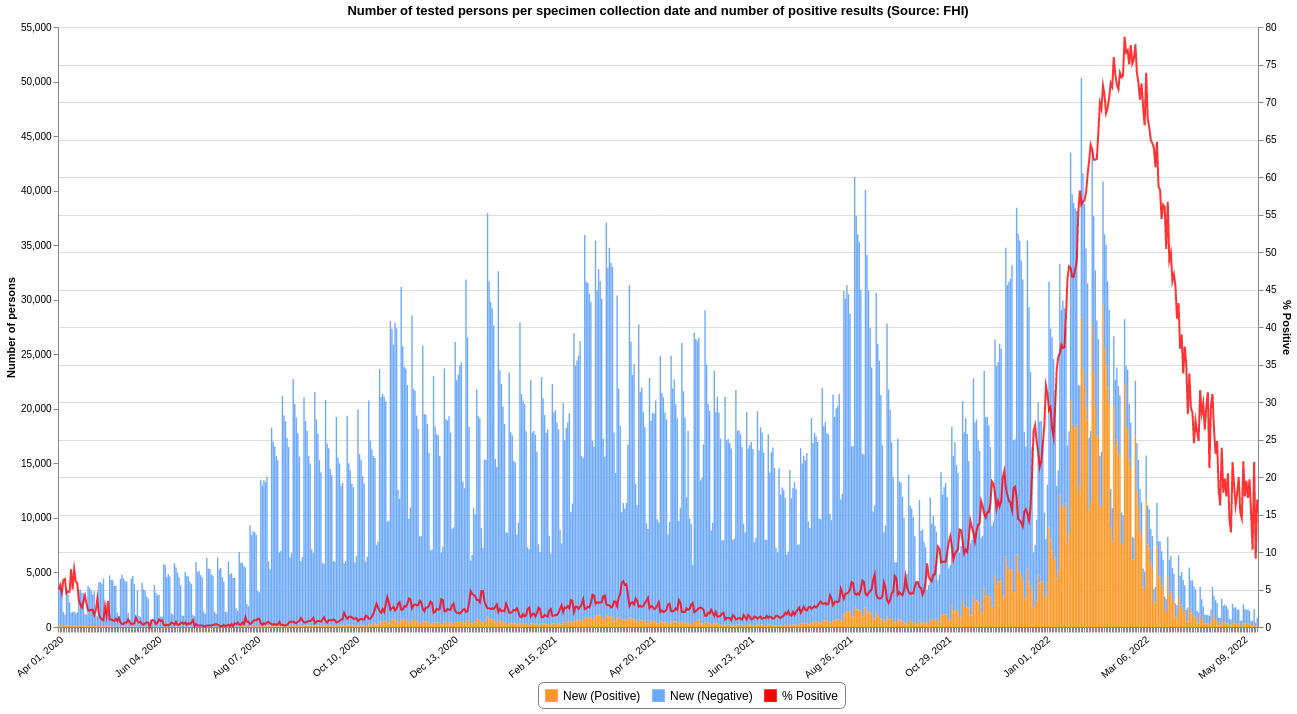 Number of tested persons per specimen collection date and number of positive results (Source: FHI)
55,000
50,000
45,000
40,000
35,000
30,000
25,000
20,000
15,000
10,000
5,000
0
Number of persons
80
75
70
65
60
55
50
45
40
35
30
25
20
15
10
5
0
% Positive
Apr 01, 2020
Jun 04, 2020
Aug 07, 2020
Oct 10, 2020
Dec 13, 2020
Feb 15, 2021
Apr 20, 2021
Jun 23, 2021
Aug 26, 2021
Oct 29, 2021
Jan 01, 2022
Mar 06, 2022
May 09, 2022
New (Positive) New (Negative) % Positive